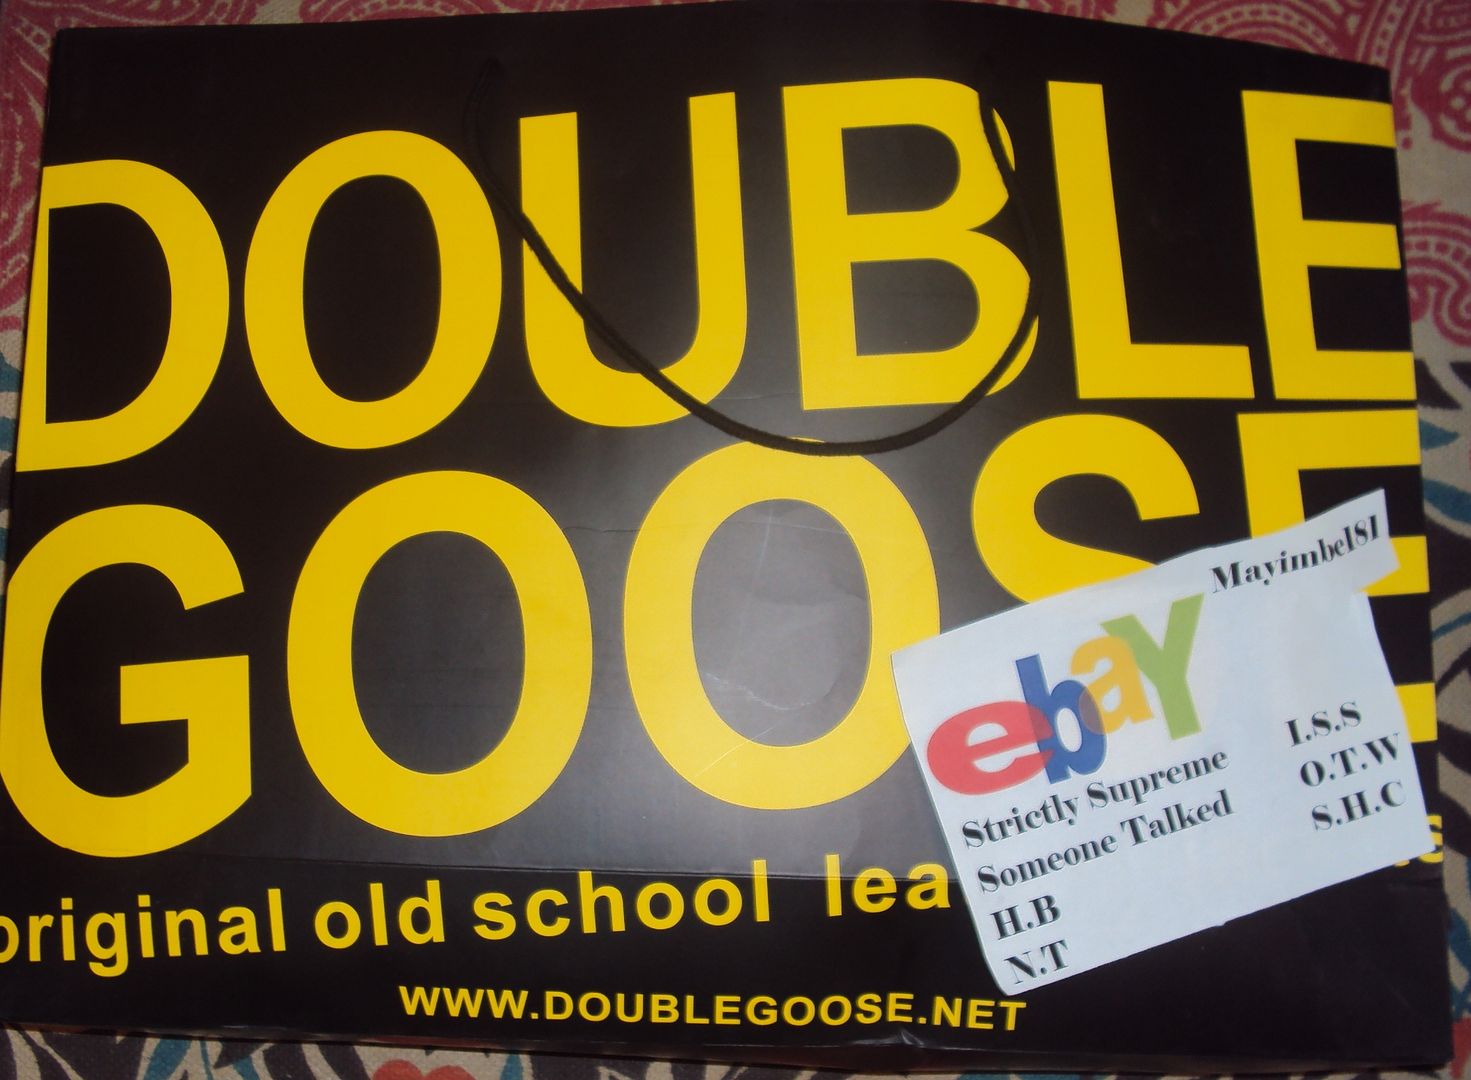 DOUBLE
GOOSE
original old school lea
WWW.DOUBLEGOOSE.NET
Mayimbe181
ebay
Strictly Supreme
Someone Talked
H.B
N.T
I.S.S
O.T.W
S.H.C